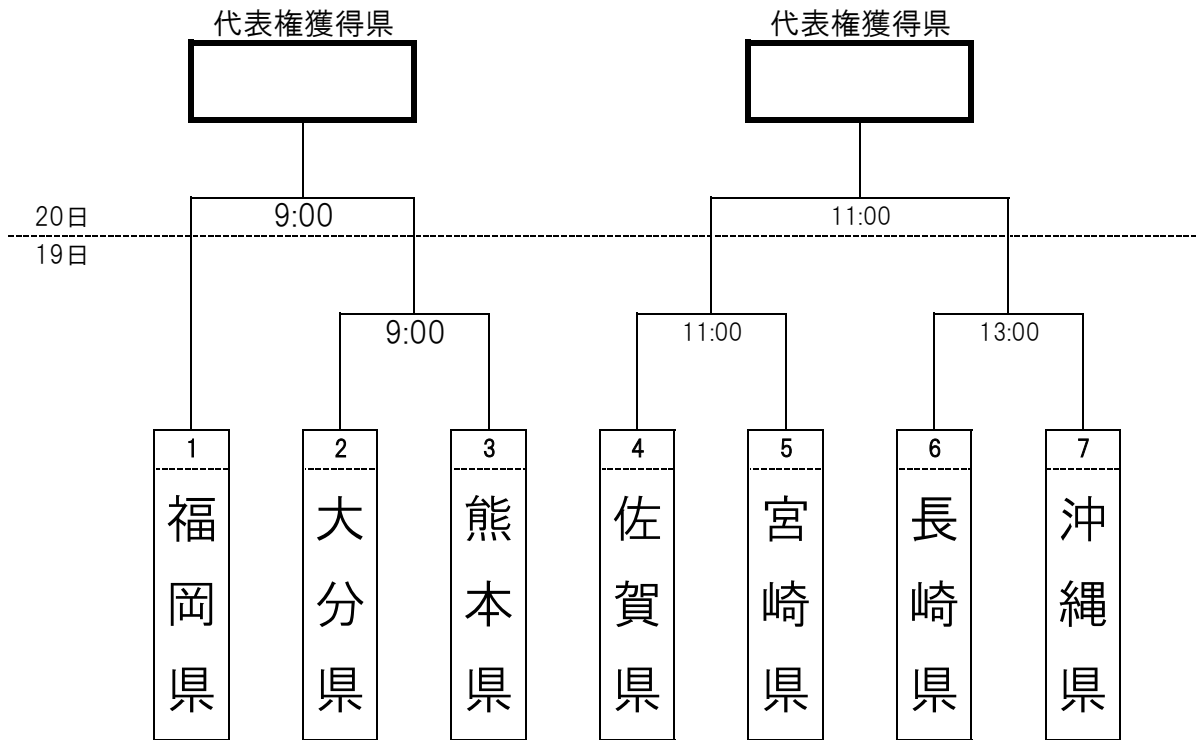 代表権獲得県
代表権獲得県
20日
9:00
11:00
19日
9:00
11:00
13:00
1
2
3
4
5
6
7
福岡県
大分県
熊本県
佐賀県
宮崎県
長崎県
沖縄県